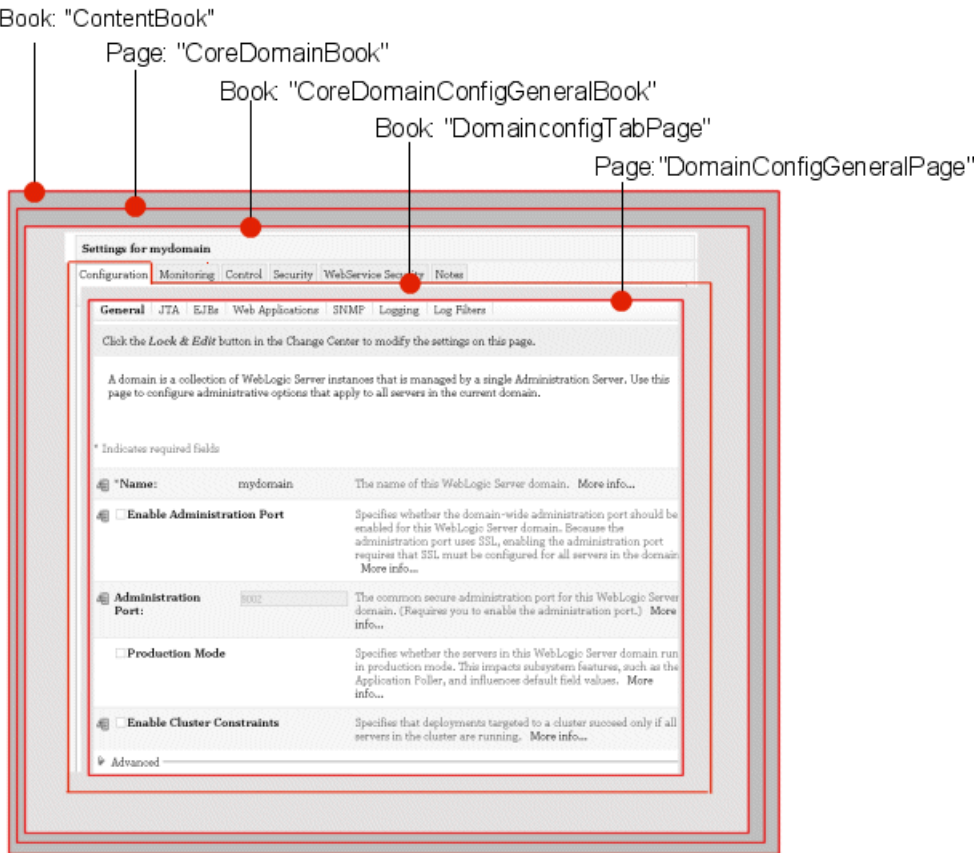 Book: "ContentBook"
Page: "CoreDomainBook"
Book: "CoreDomainConfigGeneralBook"
Book: "DomainconfigTabPage"
Page:"DomainConfigGeneralPage"
Settings for mydomain
Configuration Monitoring Control Security WebService Security Notes
General JTA EJBs Web Applications SNMP Logging Log Filters
Click the Lock & Edit button in the Change Center to modify the settings on this page.
A domain is a collection of WebLogic Server instances that is managed by a single Administration Server. Use this
page to configure administrative options that apply to all servers in the current domain.
* Indicates required fields
*Name: mydomain The name of this WebLogic Server domain. More info...
Enable Administration Port Specifies whether the domain-wide administration port should be
enabled for this WebLogic Server domain. Because the
administration port uses SSL, enabling the administration port
requires that SSL must be configured for all servers in the domain
More info...
Administration 9002 The common secure administration port for this WebLogic Server
Port: domain. (Requires you to enable the administration port.) More
info...
Production Mode Specifies whether the servers in this WebLogic Server domain run
in production mode. This impacts subsystem features, such as the
Application Poller, and influences default field values. More
info...
Enable Cluster Constraints Specifies that deployments targeted to a cluster succeed only if all
servers in the cluster are running. More info...
Advanced